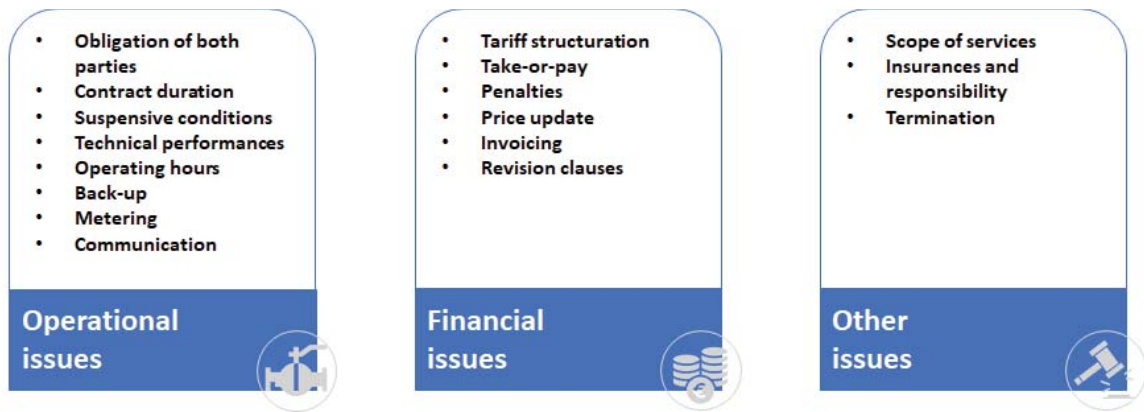 • Obligation of both
parties
• Contract duration
• Suspensive conditions
• Technical performances
• Operating hours
• Back-up
• Metering
• Communication
Operational
issues
• Tariff structuration
• Take-or-pay
• Penalties
• Price update
• Invoicing
• Revision clauses
Financial
issues
€
• Scope of services
• Insurances and
responsibility
• Termination
Other
issues